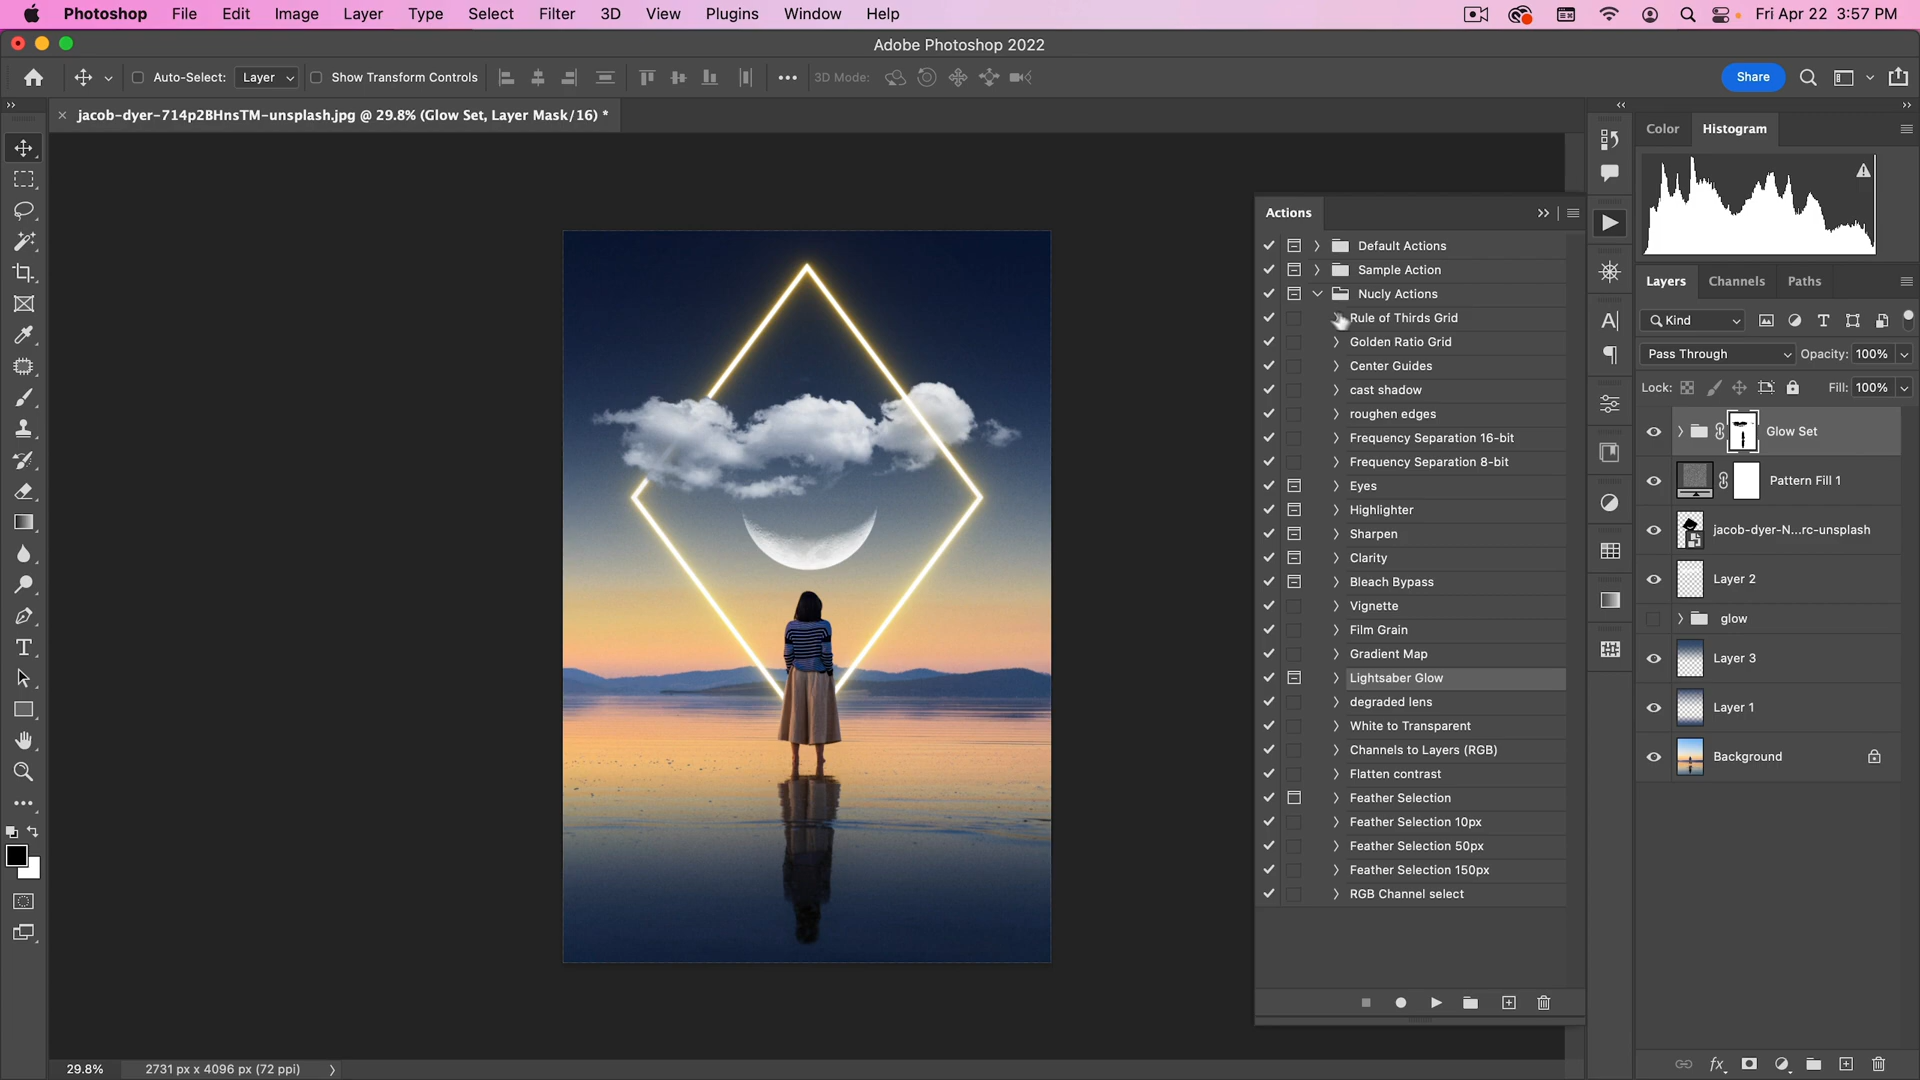 Photoshop File Edit Image Layer Type Select Filter 3D View Plugins Window Help Fri Apr 22 3:57 PM
Adobe Photoshop 2022
Auto-Select: Layer Show Transform Controls 3D Mode: Share
jacob-dyer-714p2BHnsTM-unsplash.jpg @ 29.8% (Glow Set, Layer Mask/16) *
Color Histogram
Actions
Default Actions
Sample Action
Nucly Actions
Rule of Thirds Grid
Golden Ratio Grid
Center Guides
cast shadow
roughen edges
Frequency Separation 16-bit
Frequency Separation 8-bit
Eyes
Highlighter
Sharpen
Clarity
Bleach Bypass
Vignette
Film Grain
Gradient Map
Lightsaber Glow
degraded lens
White to Transparent
Channels to Layers (RGB)
Flatten contrast
Feather Selection
Feather Selection 10px
Feather Selection 50px
Feather Selection 150px
RGB Channel select
Layers Channels Paths
Kind
Pass Through Opacity: 100%
Lock: Fill: 100%
Glow Set
Pattern Fill 1
jacob-dyer-N...rc-unsplash
Layer 2
glow
Layer 3
Layer 1
Background
29.8% 2731 px x 4096 px (72 ppi)